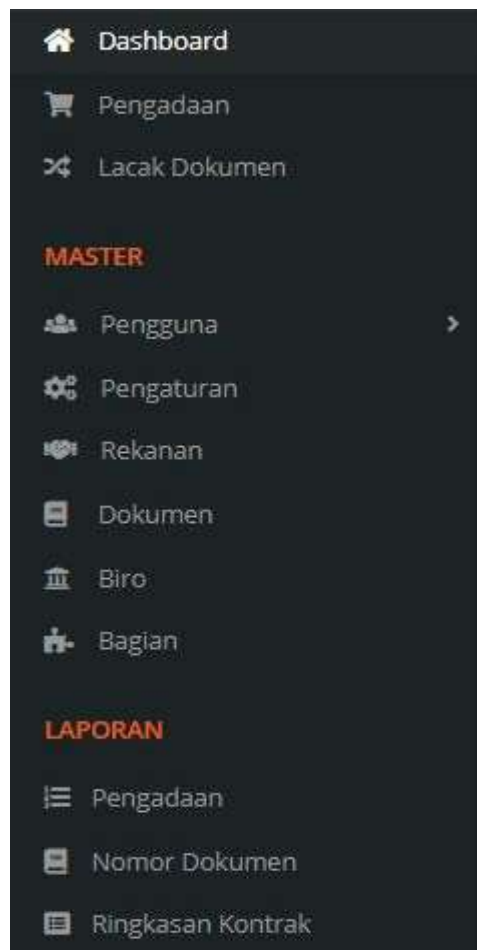 Dashboard
Pengadaan
Lacak Dokumen
MASTER
Pengguna
Pengaturan
Rekanan
Dokumen
Biro
Bagian
LAPORAN
Pengadaan
Nomor Dokumen
Ringkasan Kontrak